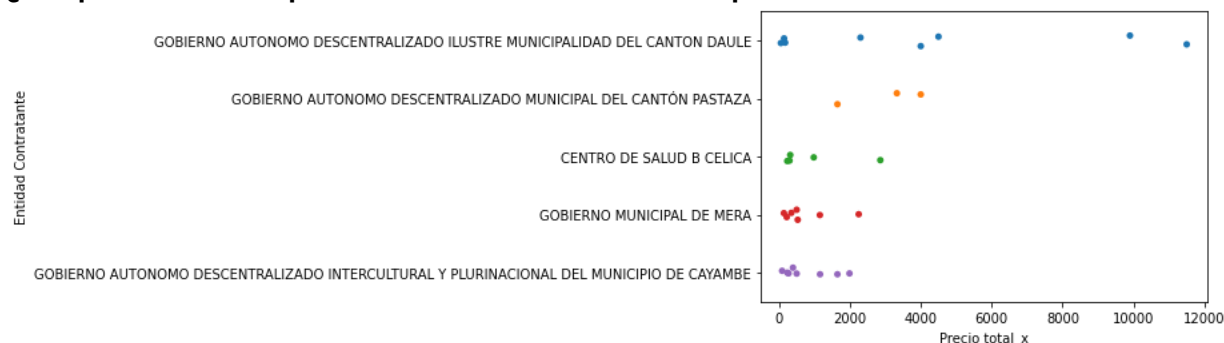 GOBIERNO AUTONOMO DESCENTRALIZADO ILUSTRE MUNICIPALIDAD DEL CANTON DAULE
GOBIERNO AUTONOMO DESCENTRALIZADO MUNICIPAL DEL CANTÓN PASTAZA
CENTRO DE SALUD B CELICA
GOBIERNO MUNICIPAL DE MERA
GOBIERNO AUTONOMO DESCENTRALIZADO INTERCULTURAL Y PLURINACIONAL DEL MUNICIPIO DE CAYAMBE
Entidad Contratante
0 2000 4000 6000 8000 10000 12000
Precio total_x